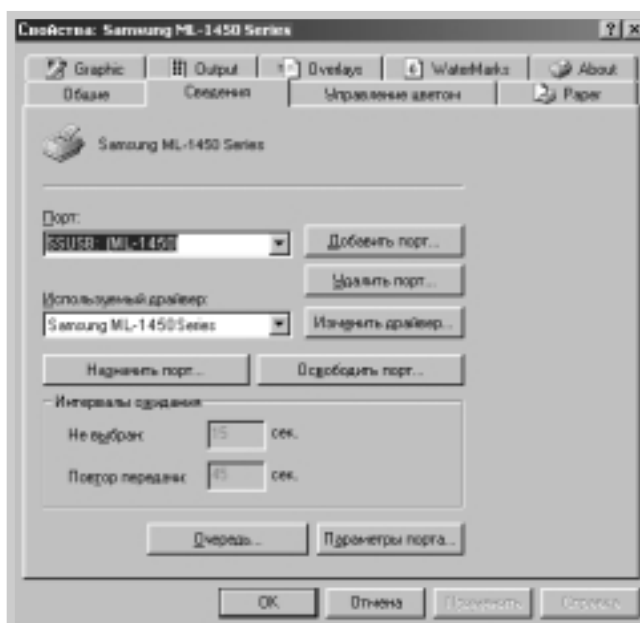 Свойства: Samsung ML-1450 Series
Graphic Output Overlays WaterMarks About
Общие Сведения Управление цветом Paper
Samsung ML-1450 Series
Порт:
SSUSB: (ML-1450)
Добавить порт...
Удалить порт...
Используемый драйвер:
Samsung ML-1450 Series
Изменить драйвер...
Назначить порт... Освободить порт...
Интервалы ожидания
Не выбран: 15 сек.
Повтор передачи: 45 сек.
Очередь... Параметры порта...
OK Отмена Применить Справка